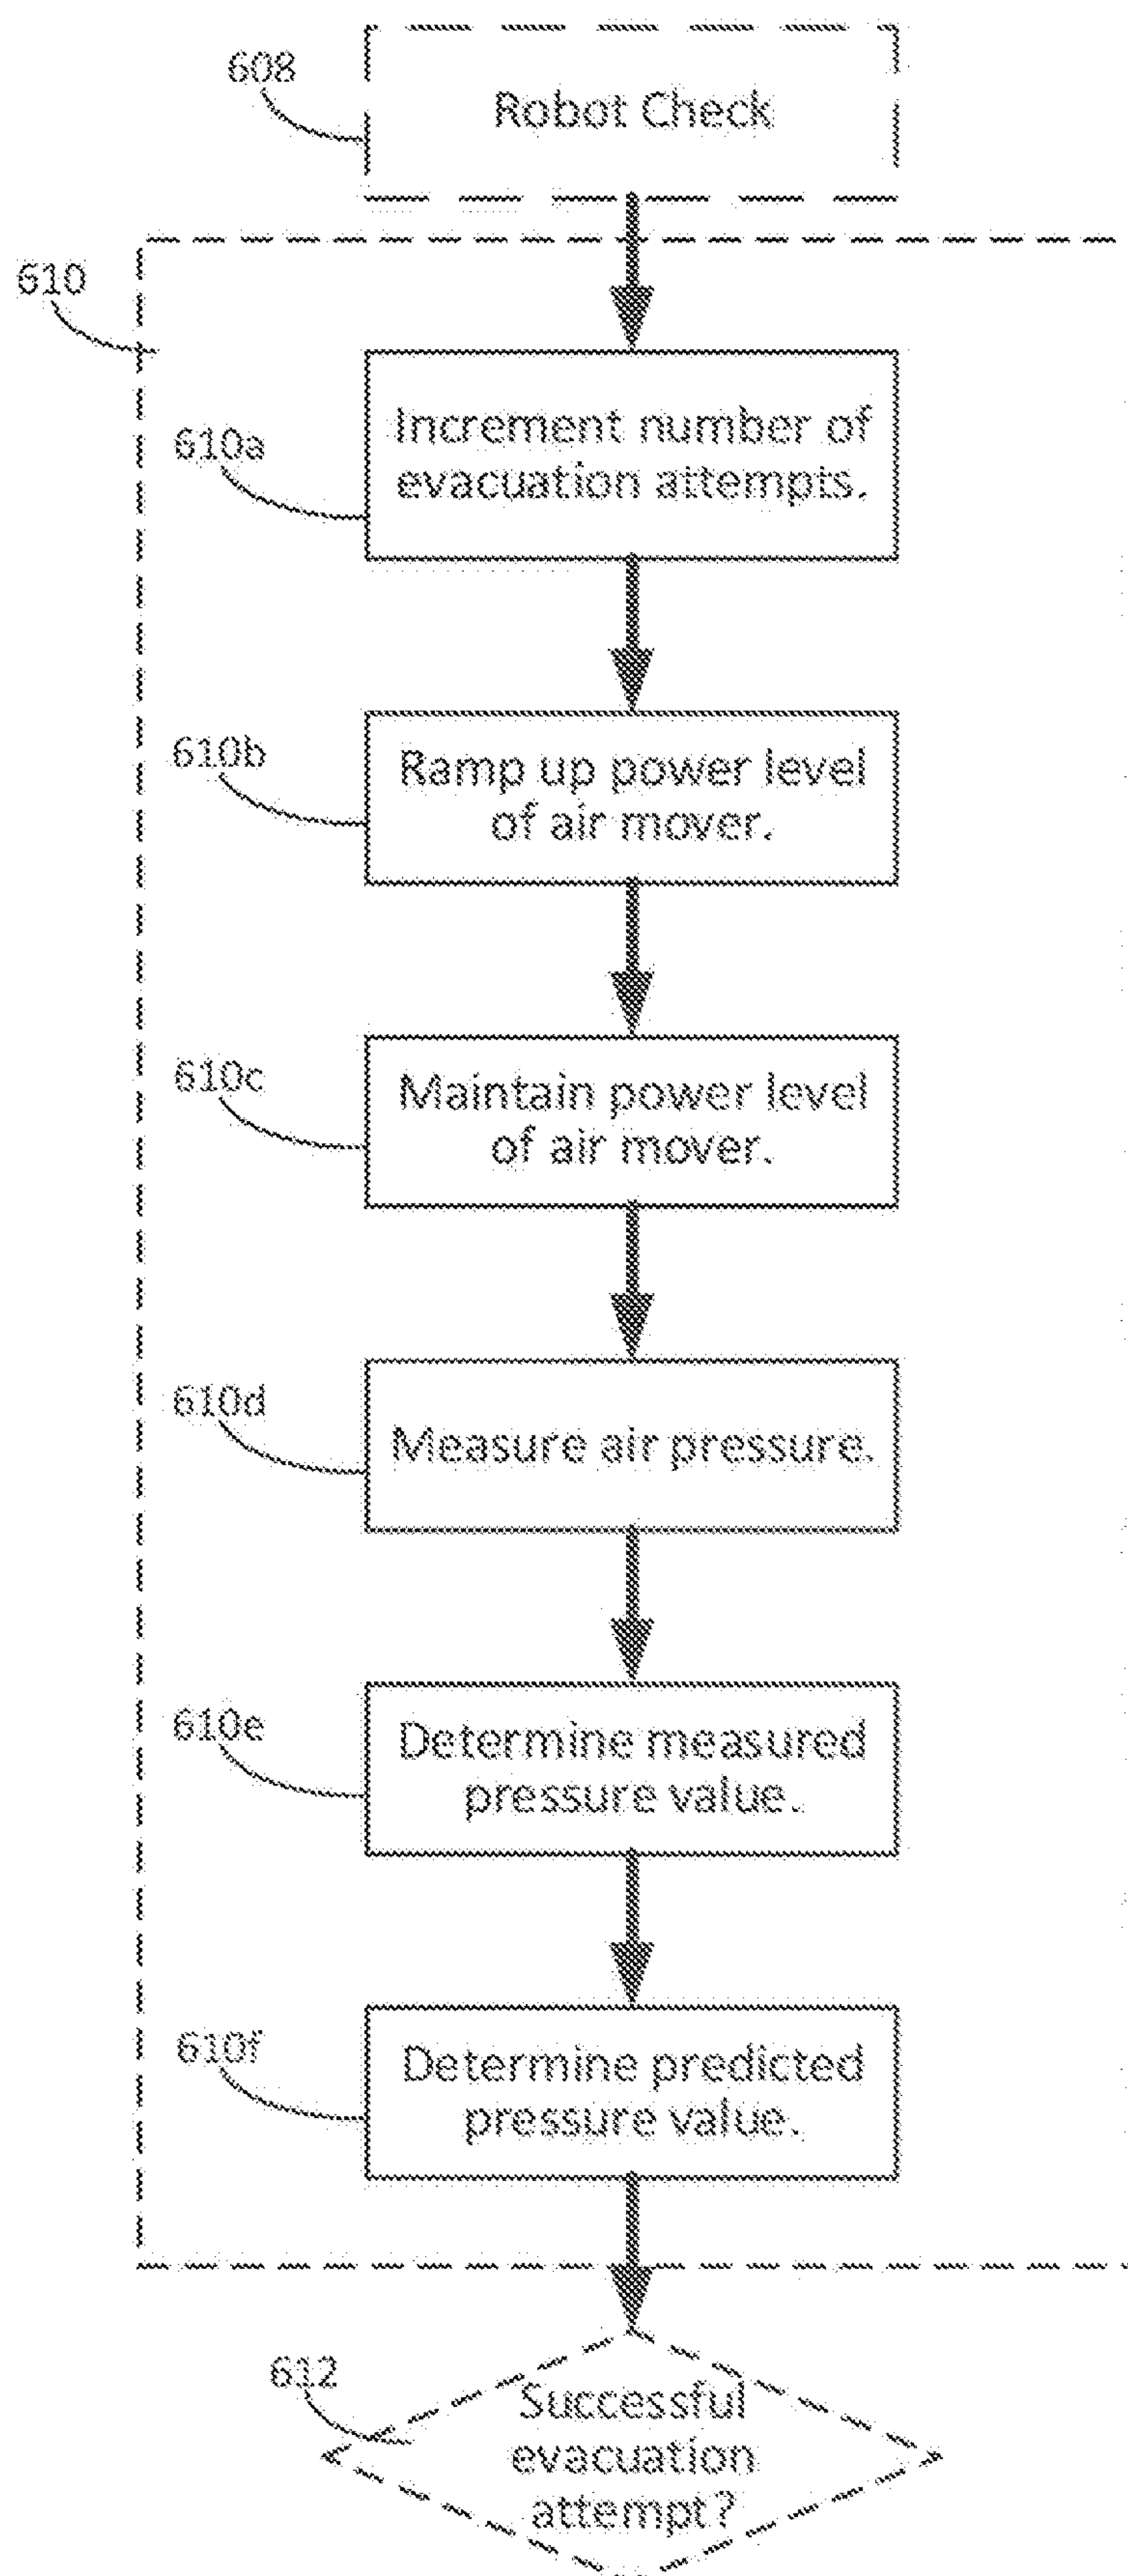 608
Robot Check
610
610a
Increment number of
evacuation attempts.
610b
Ramp up power level
of air mover.
610c
Maintain power level
of air mover.
610d
Measure air pressure.
610e
Determine measured
pressure value.
610f
Determine predicted
pressure value.
612
Successful
evacuation
attempt?